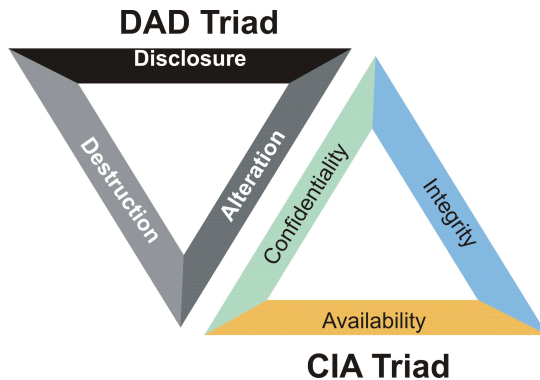 DAD Triad
Disclosure
Destruction
Alteration
Confidentiality
Integrity
Availability
CIA Triad